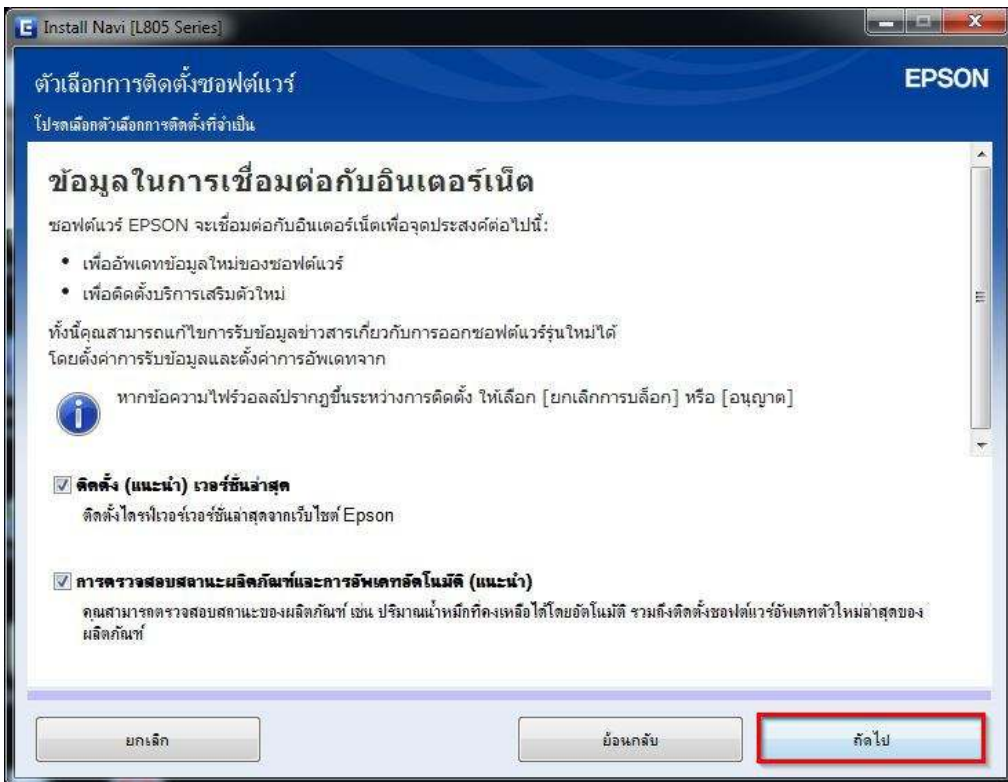 Install Navi [L805 Series]
ตัวเลือกการติดตั้งซอฟต์แวร์
EPSON
โปรดเลือกตัวเลือกการติดตั้งที่จำเป็น
ข้อมูลในการเชื่อมต่อกับอินเตอร์เน็ต
ซอฟต์แวร์ EPSON จะเชื่อมต่อกับอินเตอร์เน็ตเพื่อจุดประสงค์ต่อไปนี้:
• เพื่ออัพเดทข้อมูลใหม่ของซอฟต์แวร์
• เพื่อติดตั้งบริการเสริมตัวใหม่
ทั้งนี้คุณสามารถแก้ไขการรับข้อมูลข่าวสารเกี่ยวกับการออกซอฟต์แวร์รุ่นใหม่ได้
โดยตั้งค่าการรับข้อมูลและตั้งค่าการอัพเดทจาก
หากข้อความไฟร์วอลล์ปรากฏขึ้นระหว่างการติดตั้ง ให้เลือก [ยกเลิกการบล็อก] หรือ [อนุญาต]
ติดตั้ง (แนะนำ) เวอร์ชั่นล่าสุด
ติดตั้งไดรฟ์เวอร์เวอร์ชั่นล่าสุดจากเว็บไซต์ Epson
การตรวจสอบสถานะผลิตภัณฑ์และการอัพเดทอัตโนมัติ (แนะนำ)
คุณสามารถตรวจสอบสถานะของผลิตภัณฑ์ เช่น ปริมาณน้ำหมึกที่คงเหลือได้โดยอัตโนมัติ รวมถึงติดตั้งซอฟต์แวร์อัพเดทตัวใหม่ล่าสุดของ
ผลิตภัณฑ์
ยกเลิก
ย้อนกลับ
ถัดไป